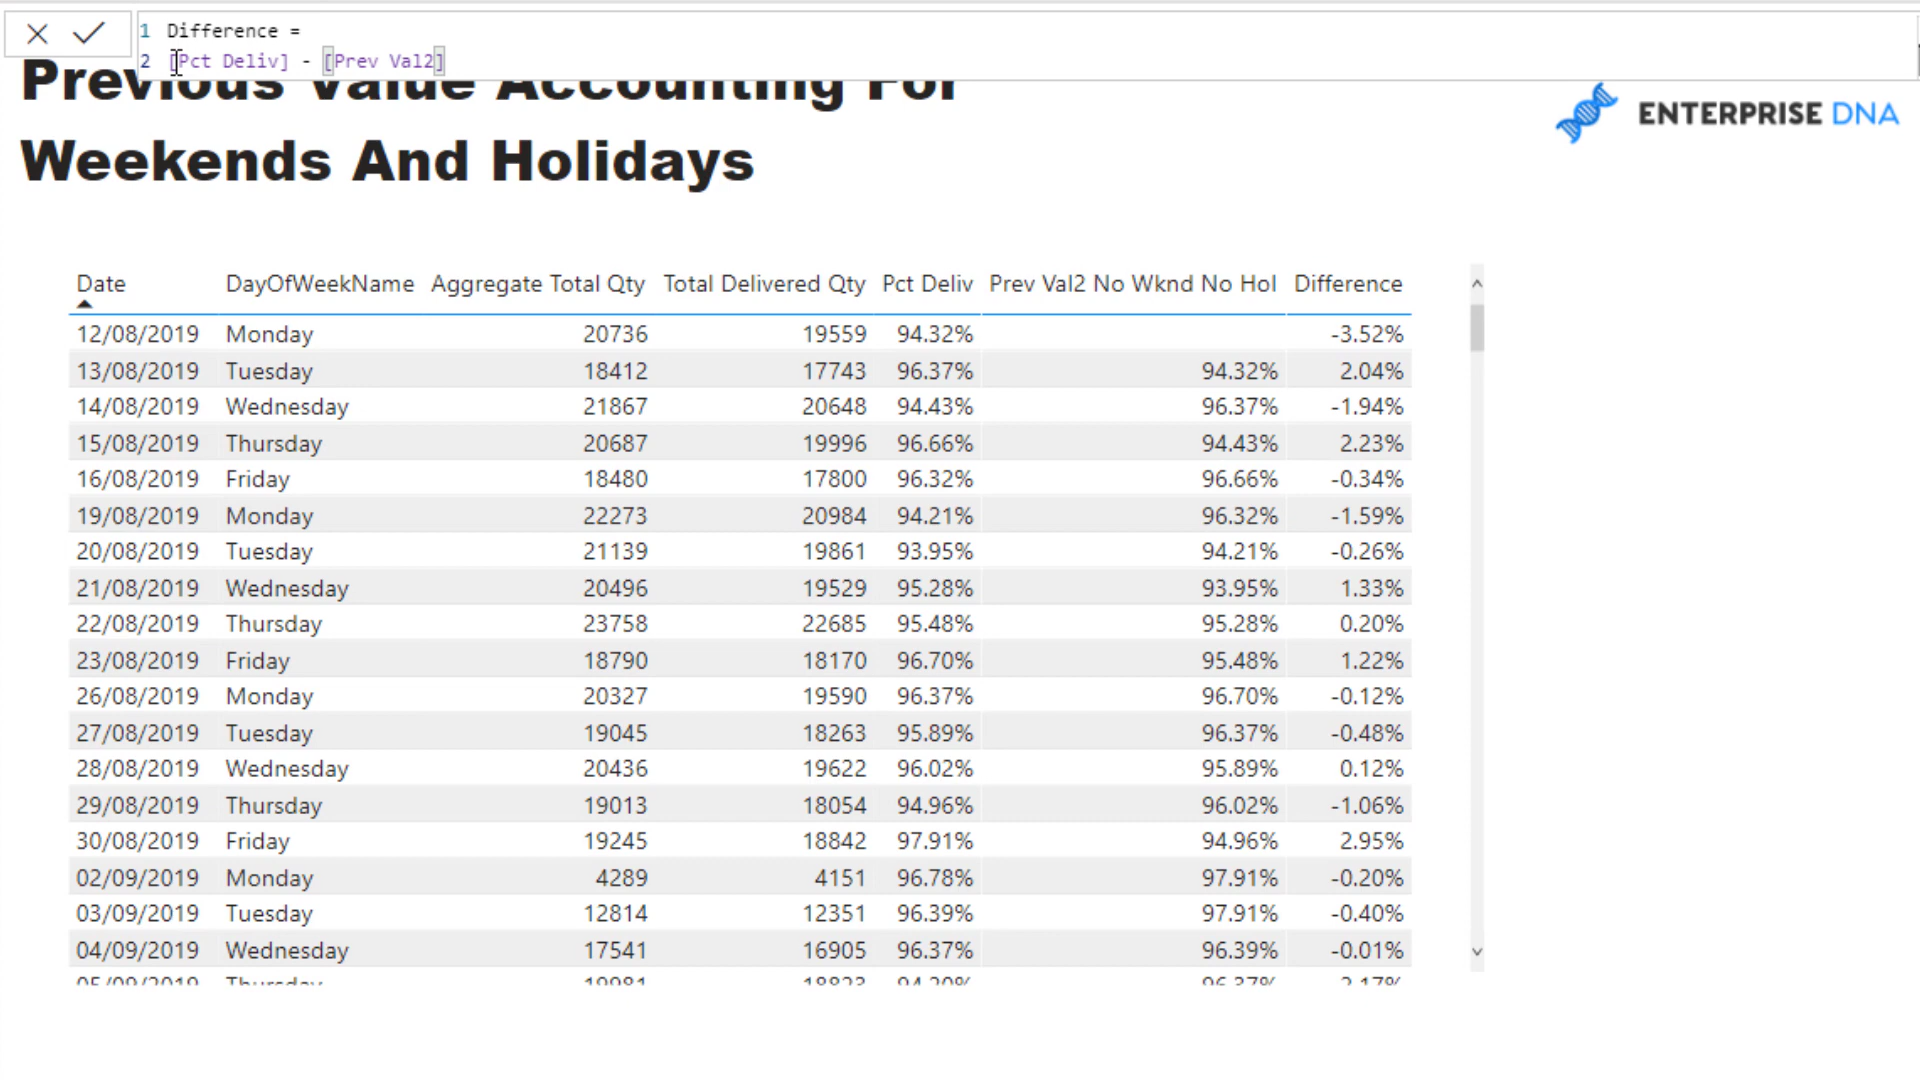 1 Difference =
2 [Pct Deliv] - [Prev Val2]
Previous Value Accounting For
Weekends And Holidays
ENTERPRISE DNA
Date DayOfWeekName Aggregate Total Qty Total Delivered Qty Pct Deliv Prev Val2 No Wknd No Hol Difference
12/08/2019 Monday 20736 19559 94.32% -3.52%
13/08/2019 Tuesday 18412 17743 96.37% 94.32% 2.04%
14/08/2019 Wednesday 21867 20648 94.43% 96.37% -1.94%
15/08/2019 Thursday 20687 19996 96.66% 94.43% 2.23%
16/08/2019 Friday 18480 17800 96.32% 96.66% -0.34%
19/08/2019 Monday 22273 20984 94.21% 96.32% -1.59%
20/08/2019 Tuesday 21139 19861 93.95% 94.21% -0.26%
21/08/2019 Wednesday 20496 19529 95.28% 93.95% 1.33%
22/08/2019 Thursday 23758 22685 95.48% 95.28% 0.20%
23/08/2019 Friday 18790 18170 96.70% 95.48% 1.22%
26/08/2019 Monday 20327 19590 96.37% 96.70% -0.12%
27/08/2019 Tuesday 19045 18263 95.89% 96.37% -0.48%
28/08/2019 Wednesday 20436 19622 96.02% 95.89% 0.12%
29/08/2019 Thursday 19013 18054 94.96% 96.02% -1.06%
30/08/2019 Friday 19245 18842 97.91% 94.96% 2.95%
02/09/2019 Monday 4289 4151 96.78% 97.91% -0.20%
03/09/2019 Tuesday 12814 12351 96.39% 97.91% -0.40%
04/09/2019 Wednesday 17541 16905 96.37% 96.39% -0.01%
05/09/2019 Thursday 96.37%